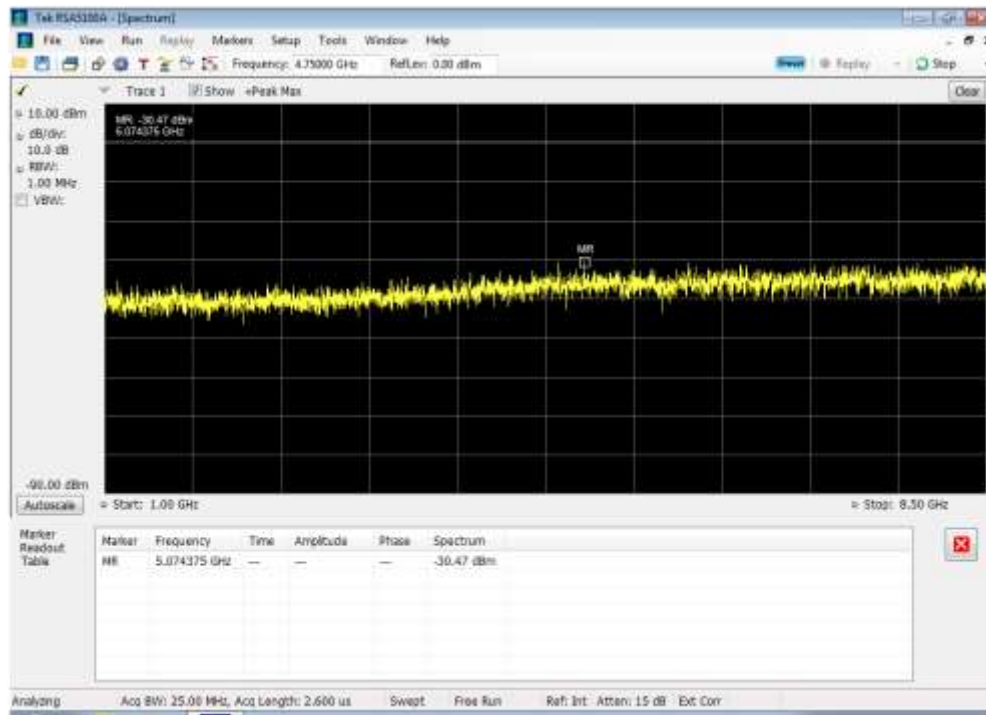 Tek RSA5100A - [Spectrum]
File View Run Replay Markers Setup Tools Window Help
Frequency: 4.75000 GHz RefLev: 0.00 dBm Preset Replay Stop
Trace 1 Show +Peak Max Clear
10.00 dBm
dB/div:
10.0 dB
RBW:
1.00 MHz
VBW:
MR: -30.47 dBm
5.074375 GHz
MR
-90.00 dBm
Autoscale Start: 1.00 GHz Stop: 8.50 GHz
Marker
Readout
Table
Marker Frequency Time Amplitude Phase Spectrum
MR 5.074375 GHz --- --- --- -30.47 dBm
Analyzing Acq BW: 25.00 MHz, Acq Length: 2.600 us Swept Free Run Ref: Int Atten: 15 dB Ext Corr